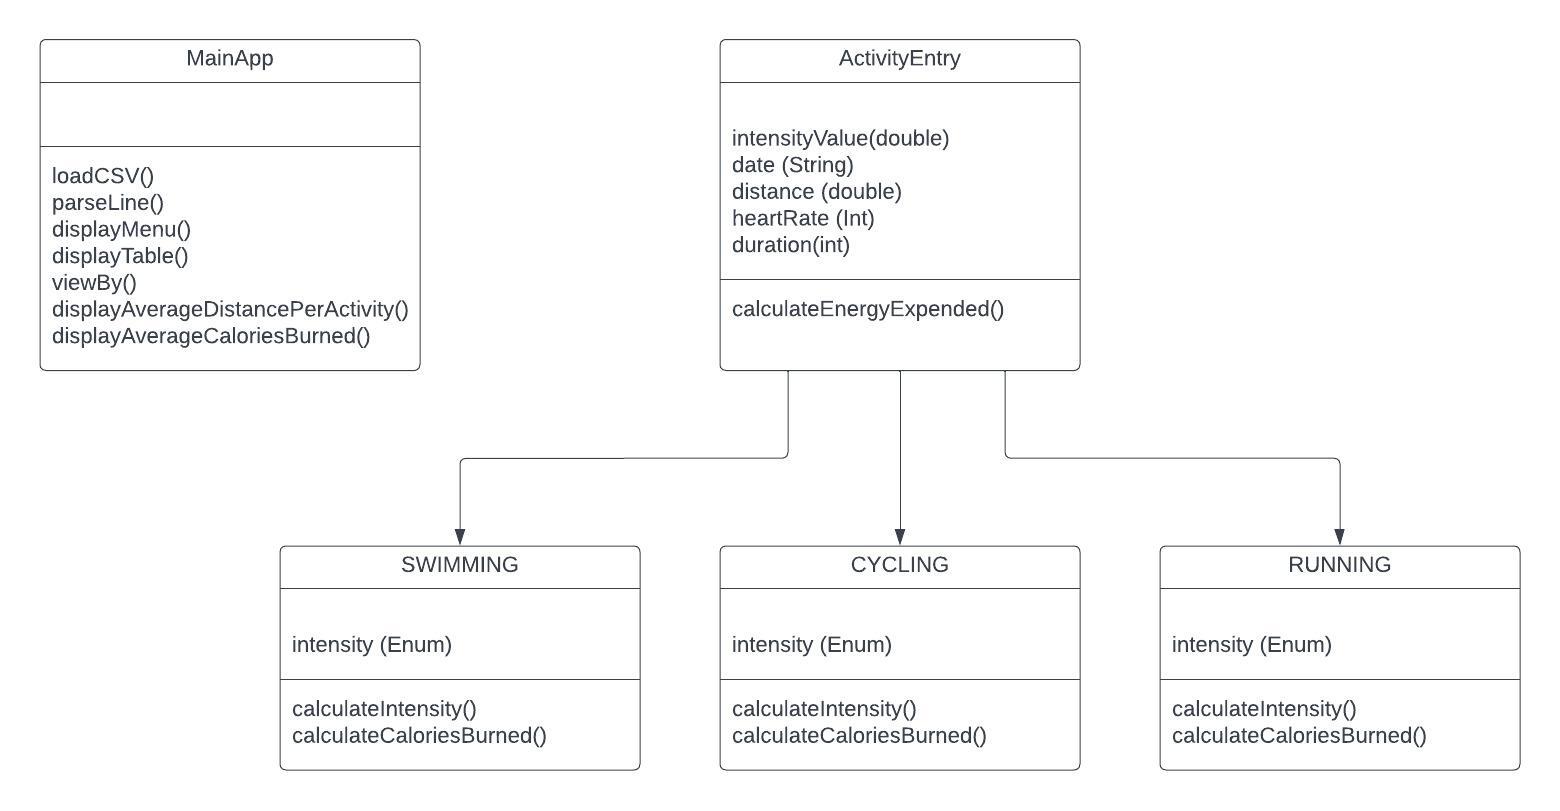 MainApp
loadCSV()
parseLine()
displayMenu()
displayTable()
viewBy()
displayAverageDistancePerActivity()
displayAverageCaloriesBurned()
ActivityEntry
intensityValue(double)
date (String)
distance (double)
heartRate (Int)
duration(int)
calculateEnergyExpended()
SWIMMING
intensity (Enum)
calculateIntensity()
calculateCaloriesBurned()
CYCLING
intensity (Enum)
calculateIntensity()
calculateCaloriesBurned()
RUNNING
intensity (Enum)
calculateIntensity()
calculateCaloriesBurned()